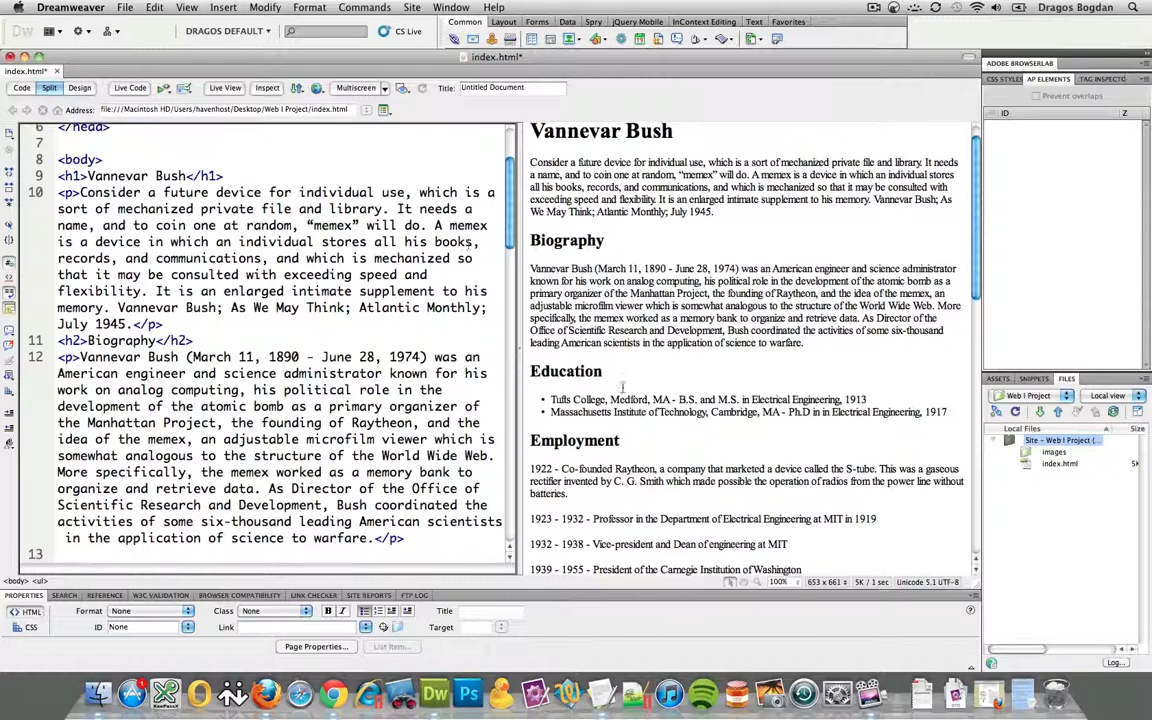 Dreamweaver File Edit View Insert Modify Format Commands Site Window Help Dragos Bogdan
Dw DRAGOS DEFAULT CS Live
Common Layout Forms Data Spry jQuery Mobile InContext Editing Text Favorites
index.html*
index.html*
Code Split Design Live Code Live View Inspect Multiscreen Title: Untitled Document
Address: file:///Macintosh HD/Users/havenhost/Desktop/Web I Project/index.html
6 </head>
7
8 <body>
9 <h1>Vannevar Bush</h1>
10 <p>Consider a future device for individual use, which is a
sort of mechanized private file and library. It needs a
name, and to coin one at random, “memex” will do. A memex
is a device in which an individual stores all his books,
records, and communications, and which is mechanized so
that it may be consulted with exceeding speed and
flexibility. It is an enlarged intimate supplement to his
memory. Vannevar Bush; As We May Think; Atlantic Monthly;
July 1945.</p>
11 <h2>Biography</h2>
12 <p>Vannevar Bush (March 11, 1890 - June 28, 1974) was an
American engineer and science administrator known for his
work on analog computing, his political role in the
development of the atomic bomb as a primary organizer of
the Manhattan Project, the founding of Raytheon, and the
idea of the memex, an adjustable microfilm viewer which is
somewhat analogous to the structure of the World Wide Web.
More specifically, the memex worked as a memory bank to
organize and retrieve data. As Director of the Office of
Scientific Research and Development, Bush coordinated the
activities of some six-thousand leading American scientists
in the application of science to warfare.</p>
13
Vannevar Bush
Consider a future device for individual use, which is a sort of mechanized private file and library. It needs
a name, and to coin one at random, “memex” will do. A memex is a device in which an individual stores
all his books, records, and communications, and which is mechanized so that it may be consulted with
exceeding speed and flexibility. It is an enlarged intimate supplement to his memory. Vannevar Bush; As
We May Think; Atlantic Monthly; July 1945.
Biography
Vannevar Bush (March 11, 1890 - June 28, 1974) was an American engineer and science administrator
known for his work on analog computing, his political role in the development of the atomic bomb as a
primary organizer of the Manhattan Project, the founding of Raytheon, and the idea of the memex, an
adjustable microfilm viewer which is somewhat analogous to the structure of the World Wide Web. More
specifically, the memex worked as a memory bank to organize and retrieve data. As Director of the
Office of Scientific Research and Development, Bush coordinated the activities of some six-thousand
leading American scientists in the application of science to warfare.
Education
• Tufts College, Medford, MA - B.S. and M.S. in Electrical Engineering, 1913
• Massachusetts Institute of Technology, Cambridge, MA - Ph.D in in Electrical Engineering, 1917
Employment
1922 - Co-founded Raytheon, a company that marketed a device called the S-tube. This was a gaseous
rectifier invented by C. G. Smith which made possible the operation of radios from the power line without
batteries.
1923 - 1932 - Professor in the Department of Electrical Engineering at MIT in 1919
1932 - 1938 - Vice-president and Dean of engineering at MIT
1939 - 1955 - President of the Carnegie Institution of Washington
<body> <ul> 100% 653 x 661 5K / 1 sec Unicode 5.1 UTF-8
PROPERTIES SEARCH REFERENCE W3C VALIDATION BROWSER COMPATIBILITY LINK CHECKER SITE REPORTS FTP LOG
HTML Format None Class None B I Title
CSS ID None Link Target
Page Properties... List Item...
ADOBE BROWSERLAB
CSS STYLES AP ELEMENTS TAG INSPECTO
Prevent overlaps
ID Z
ASSETS SNIPPETS FILES
Web I Project Local view
Local Files Size
Site - Web I Project (...
images
index.html 5K
Log...
Dw Ps